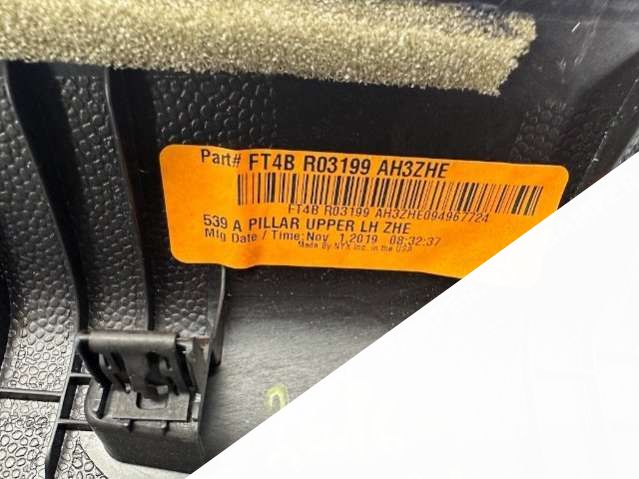 Part# FT4B R03199 AH3ZHE
FT4B R03199 AH3ZHE094967724
539 A PILLAR UPPER LH ZHE
Mfg Date / Time: Nov 1,2019 08:32:37
Made By NYX Inc. in the USA